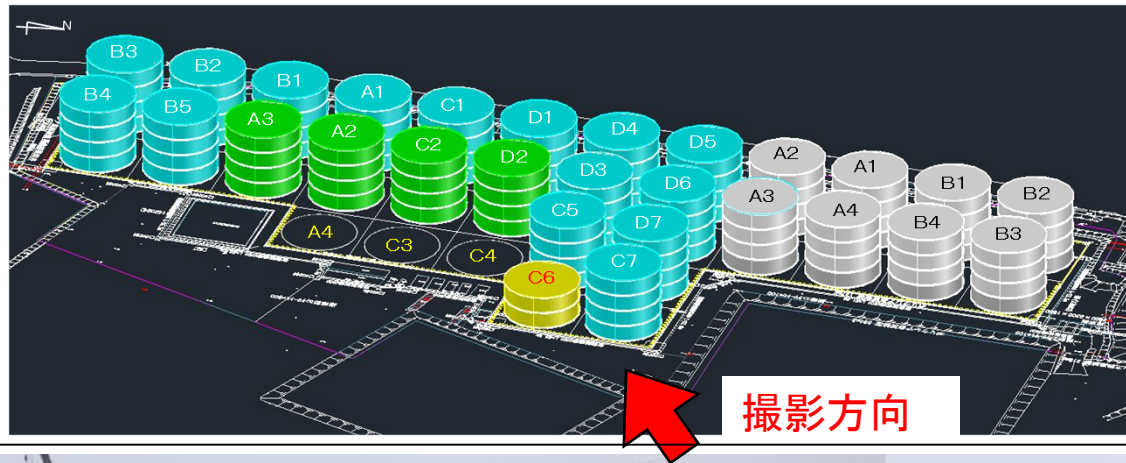 N
B3 B2 B1 A1 C1 D1 D4 D5 A2 A1 B1 B2
B4 B5 A3 A2 C2 D2 D3 D6 A3 A4 B4 B3
A4 C3 C4 C5 D7
C6 C7
撮影方向